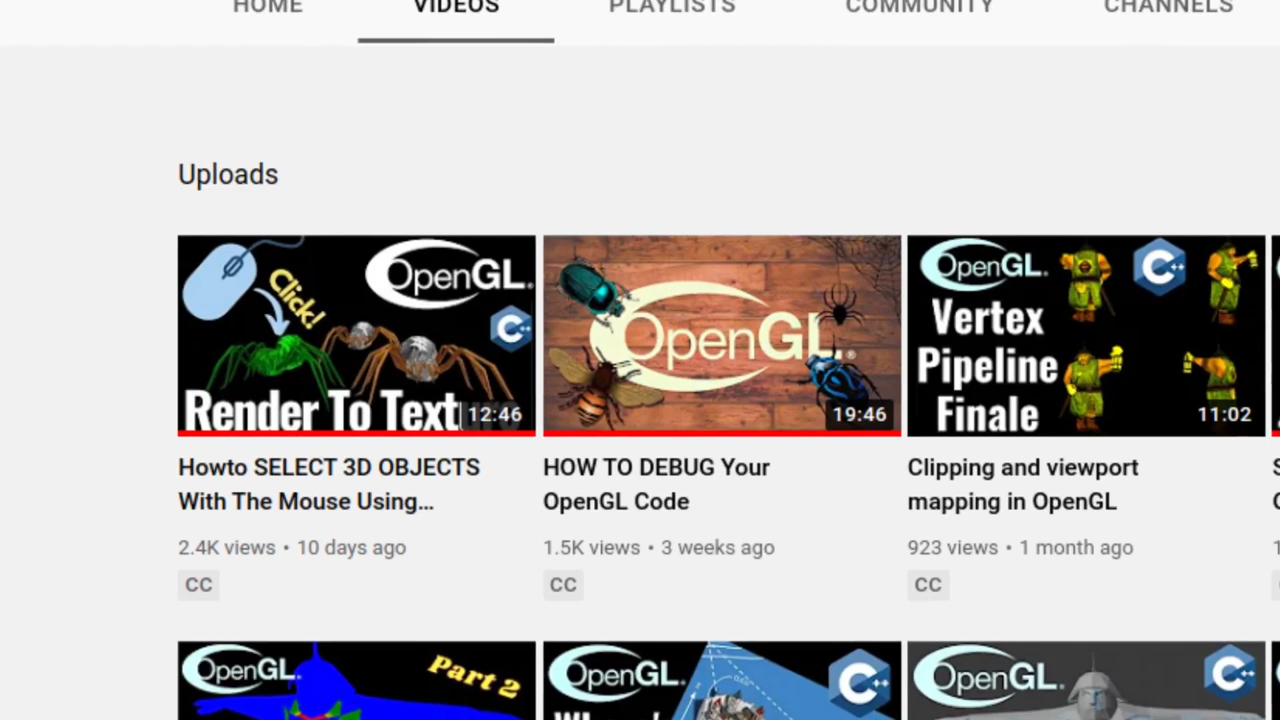 HOME VIDEOS PLAYLISTS COMMUNITY CHANNELS
Uploads
Click!
OpenGL.
C++
Render To Text
12:46
OpenGL®
19:46
OpenGL.
C++
Vertex
Pipeline
Finale
11:02
Howto SELECT 3D OBJECTS
With The Mouse Using...
2.4K views • 10 days ago
CC
HOW TO DEBUG Your
OpenGL Code
1.5K views • 3 weeks ago
CC
Clipping and viewport
mapping in OpenGL
923 views • 1 month ago
CC
OpenGL.
Part 2
OpenGL.
C++
OpenGL.
C++